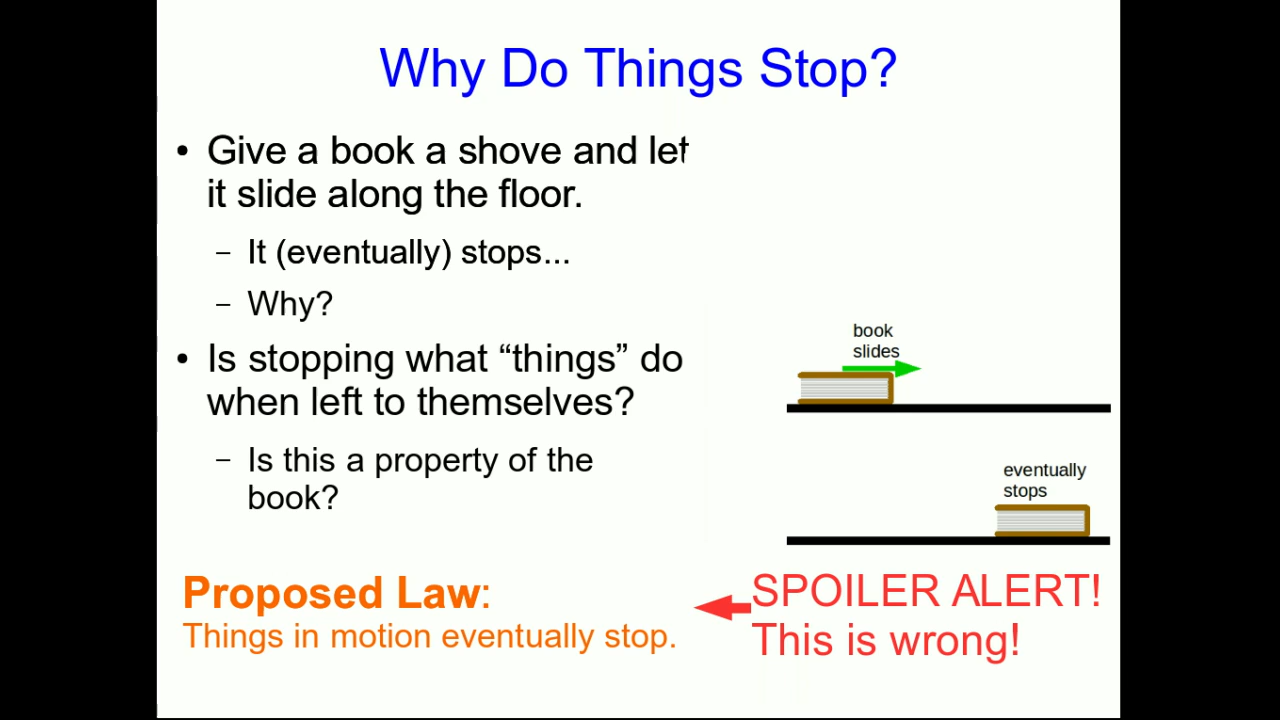 Why Do Things Stop?
• Give a book a shove and let
it slide along the floor.
– It (eventually) stops...
– Why?
• Is stopping what “things” do
when left to themselves?
– Is this a property of the
book?
book
slides
eventually
stops
Proposed Law:
Things in motion eventually stop.
SPOILER ALERT!
This is wrong!